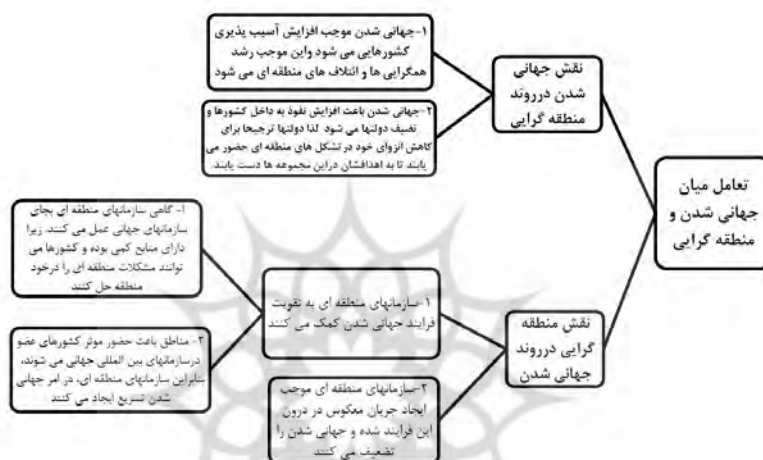 تعامل میان
جهانی شدن و
منطقه گرایی
نقش جهانی
شدن درروند
منطقه گرایی
۱-جهانی شدن موجب افزایش آسیب پذیری
کشورهایی می شود واین موجب رشد
همگرایی ها و ائتلاف های منطقه ای می شود
۲-جهانی شدن باعث افزایش نفوذ به داخل کشورها و
تضیف دولتها می شود لذا دولتها ترجیحا برای
کاهش انزوای خود در تشکل های منطقه ای حضور می
یابند تا به اهدافشان دراین مجموعه ها دست یابند.
نقش منطقه
گرایی درروند
جهانی شدن
۱-سازمانهای منطقه ای به تقویت
فرایند جهانی شدن کمک می کنند
۱- گاهی سازمانهای منطقه ای بجای
سازمانهای جهانی عمل می کنند. زیرا
دارای منابع کمی بوده و کشورها می
توانند مشکلات منطقه ای را درخود
منطقه حل کنند
۲- مناطق باعث حضور موثر کشورهای عضو
درسازمانهای بین المللی جهانی می شوند،
بنابراین سازمانهای منطقه ای، در امر جهانی
شدن تسریع ایجاد می کنند
۲-سازمانهای منطقه ای موجب
ایجاد جریان معکوس در درون
این فرایند شده و جهانی شدن را
تضعیف می کنند